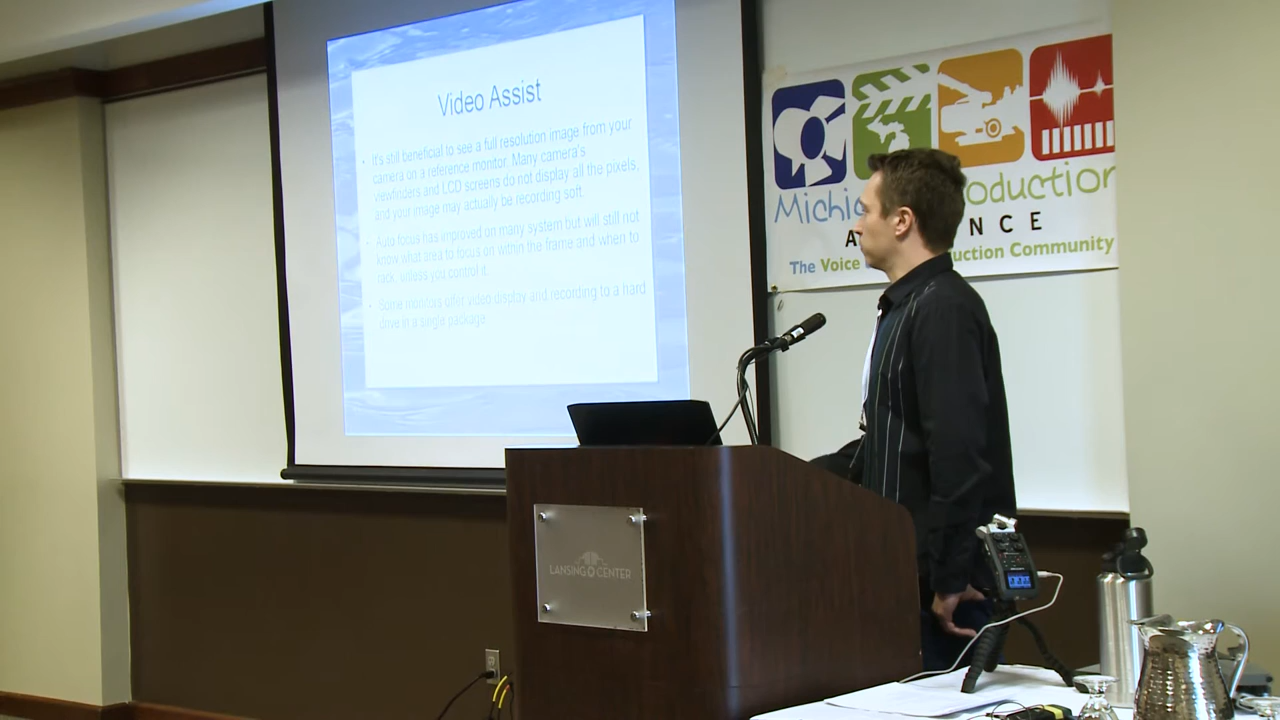 Video Assist
It's still beneficial to see a full resolution image from your
camera on a reference monitor. Many camera's
viewfinders and LCD screens do not display all the pixels,
and your image may actually be recording soft.
Auto focus has improved on many system but will still not
know what area to focus on within the frame and when to
rack, unless you control it.
Some monitors offer video display and recording to a hard
drive in a single package
Michi oduction
A N C E
The Voice uction Community
LANSING CENTER